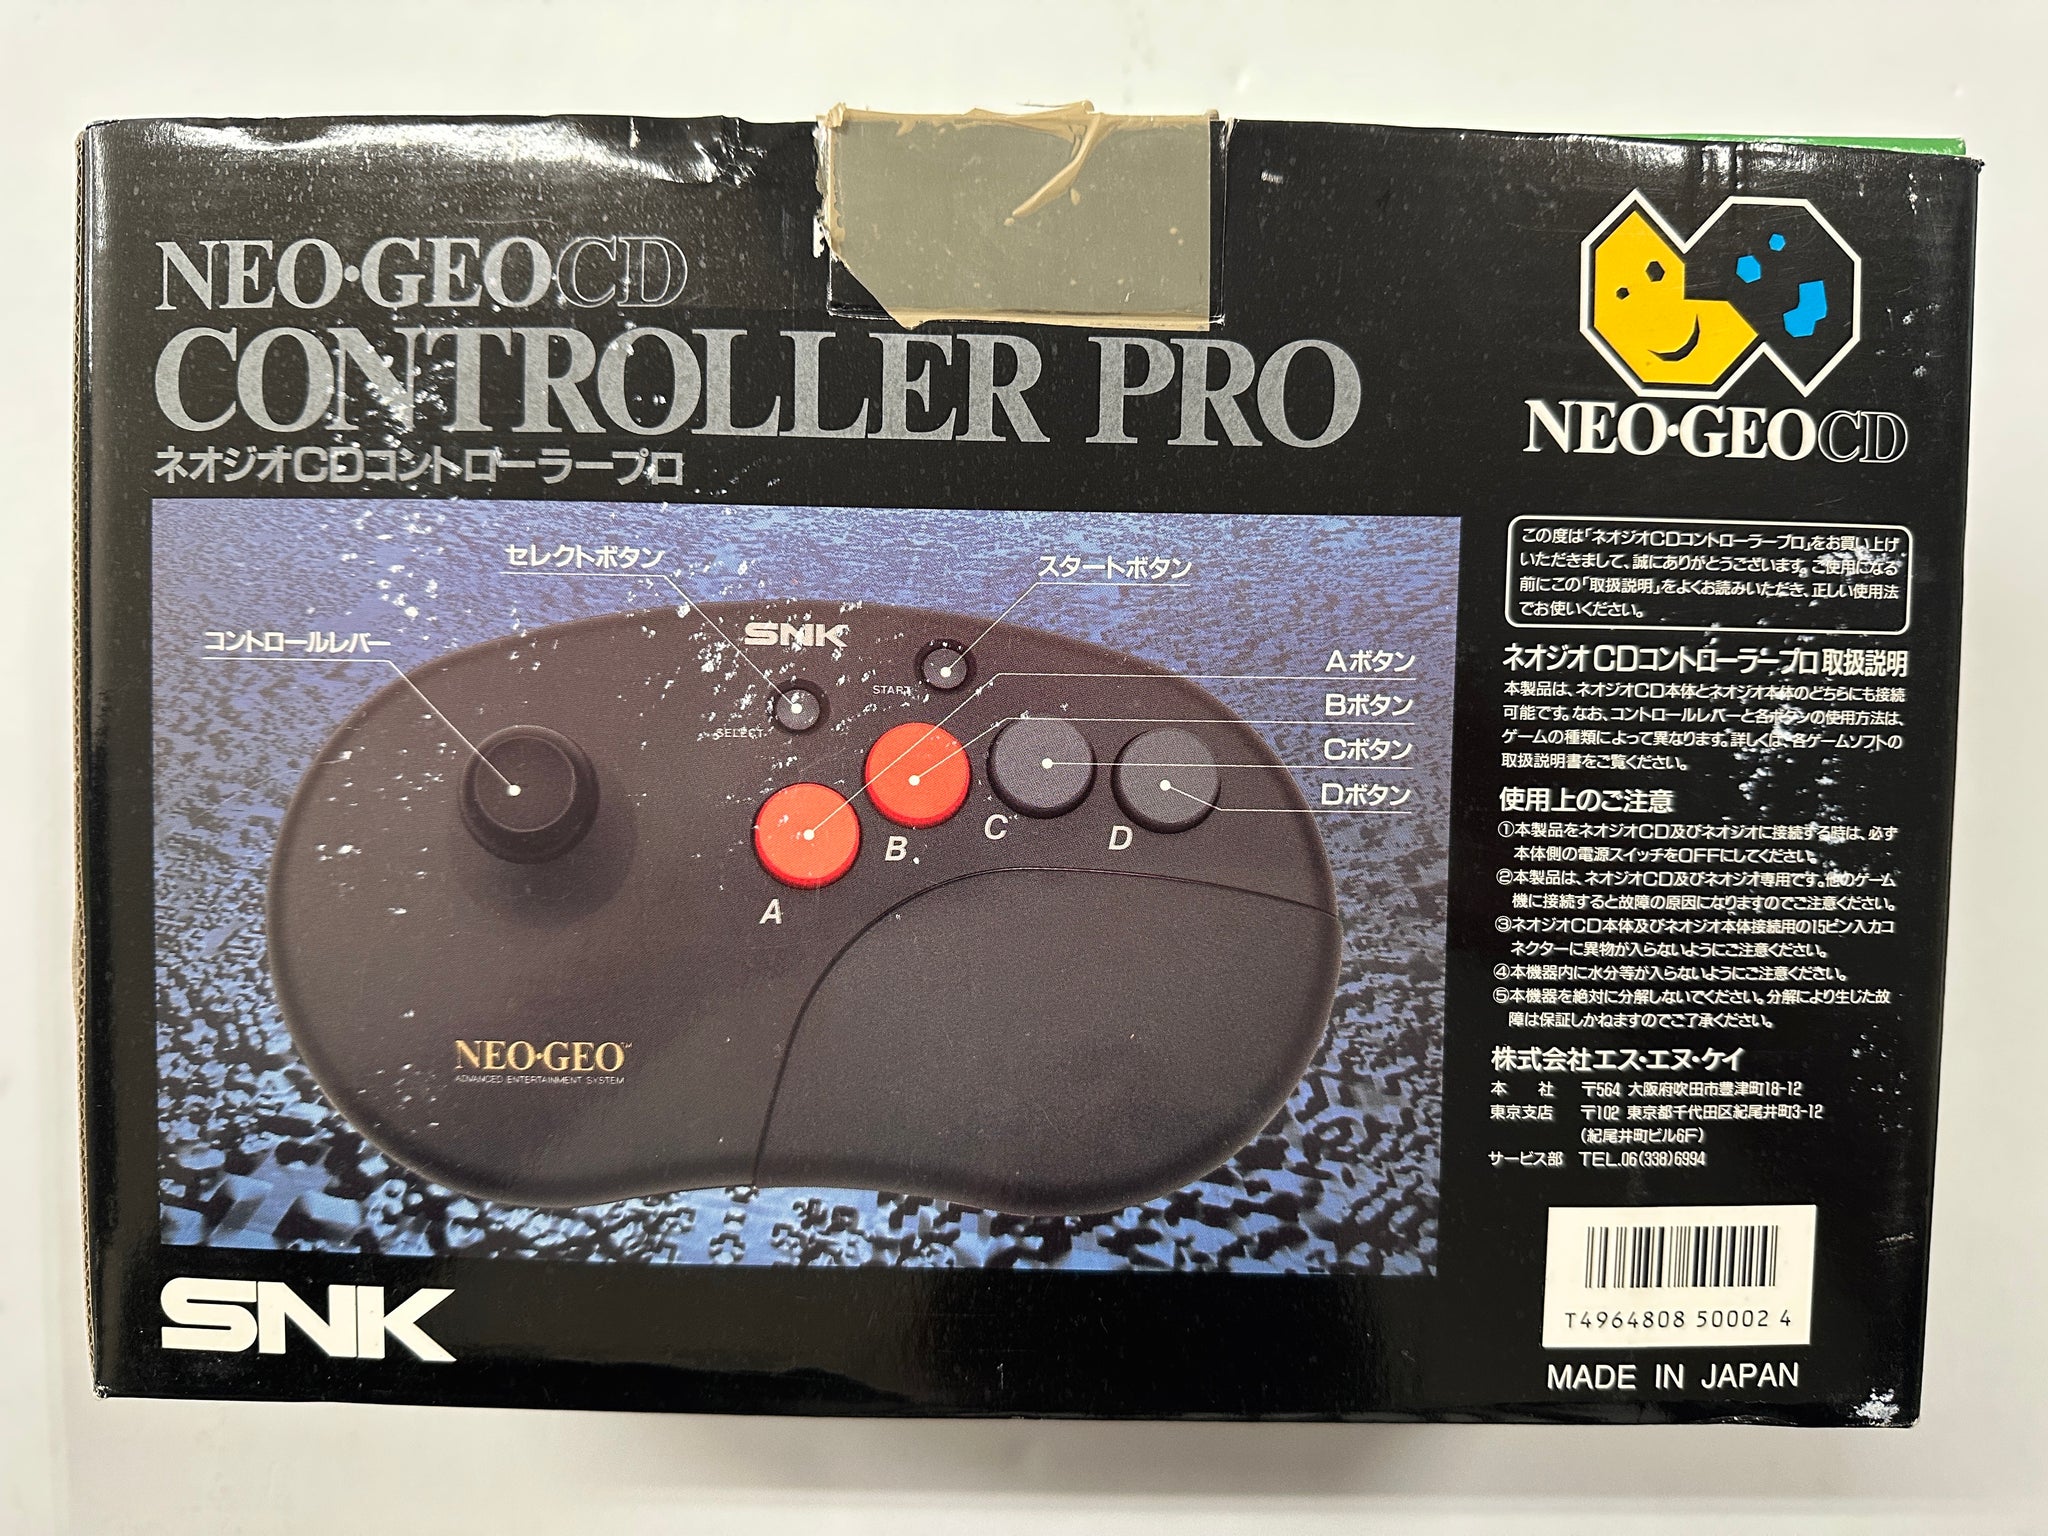 NEO·GEO·CD
CONTROLLER PRO
ネオジオCDコントローラープロ
セレクトボタン
スタートボタン
コントロールレバー
SNK
START
SELECT
Aボタン
Bボタン
Cボタン
Dボタン
A
B
C
D
NEO·GEO™
ADVANCED ENTERTAINMENT SYSTEM
SNK
NEO·GEOCD
この度は「ネオジオCDコントローラープロ」をお買い上げ
いただきまして、誠にありがとうございます。ご使用になる
前にこの「取扱説明」をよくお読みいただき、正しい使用法
でお使いください。
ネオジオCDコントローラープロ取扱説明
本製品は、ネオジオCD本体とネオジオ本体のどちらにも接続
可能です。なお、コントロールレバーと各ボタンの使用方法は、
ゲームの種類によって異なります。詳しくは、各ゲームソフトの
取扱説明書をご覧ください。
使用上のご注意
①本製品をネオジオCD及びネオジオに接続する時は、必ず
本体側の電源スイッチをOFFにしてください。
②本製品は、ネオジオCD及びネオジオ専用です。他のゲーム
機に接続すると故障の原因になりますのでご注意ください。
③ネオジオCD本体及びネオジオ本体接続用の15ピン入力コ
ネクターに異物が入らないようにご注意ください。
④本機器内に水分等が入らないようにご注意ください。
⑤本機器を絶対に分解しないでください。分解により生じた故
障は保証しかねますのでご了承ください。
株式会社エス・エヌ・ケイ
本　社　〒564 大阪府吹田市豊津町18-12
東京支店　〒102 東京都千代田区紀尾井町3-12
(紀尾井町ビル6F)
サービス部　TEL.06(338)6994
T4964808 50002 4
MADE IN JAPAN